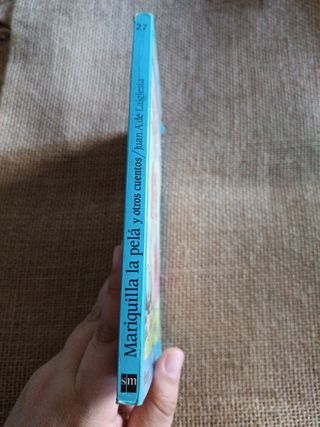 27
Mariquilla la pelá y otros cuentos / Juan A. de Laiglesia
sm